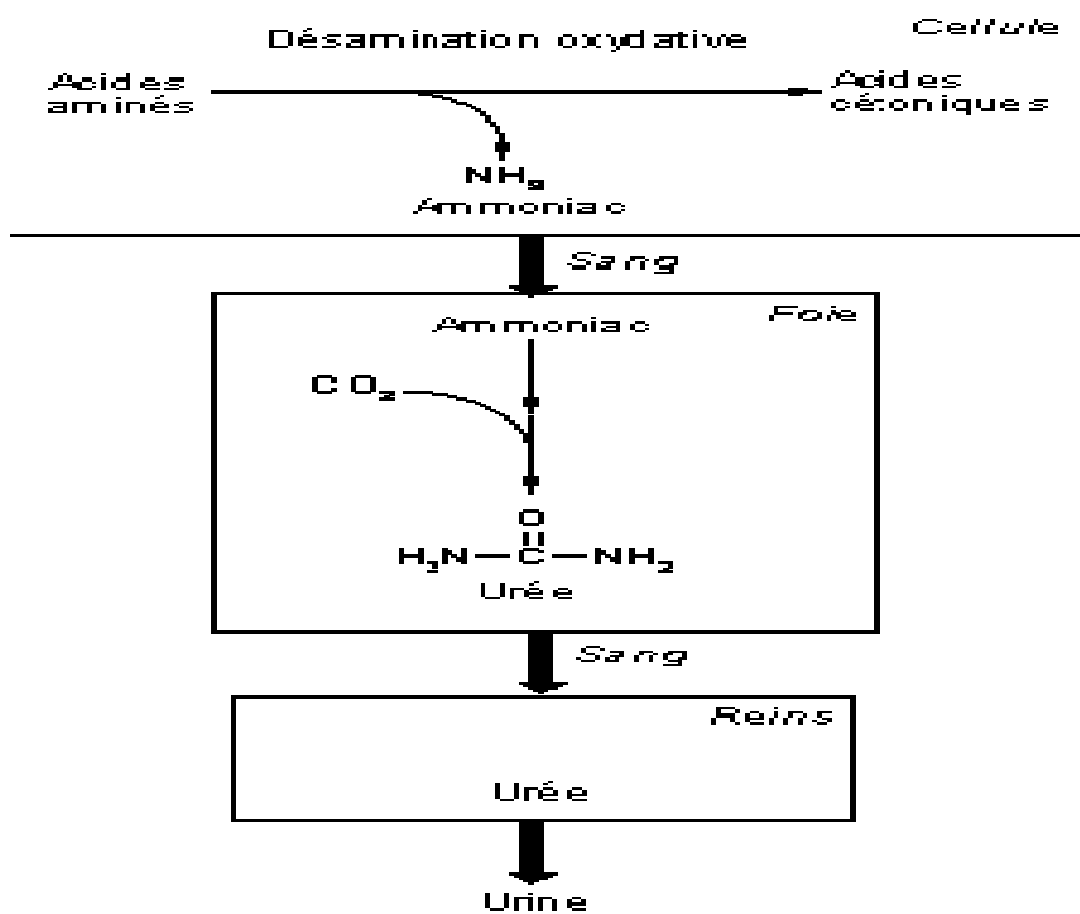 Cellule
Désamination oxydative
Acides
aminés
Acides
cétoniques
NH₃
Ammoniac
Sang
Foie
Ammoniac
CO₂
O
H₂N—C—NH₂
Urée
Sang
Reins
Urée
Urine